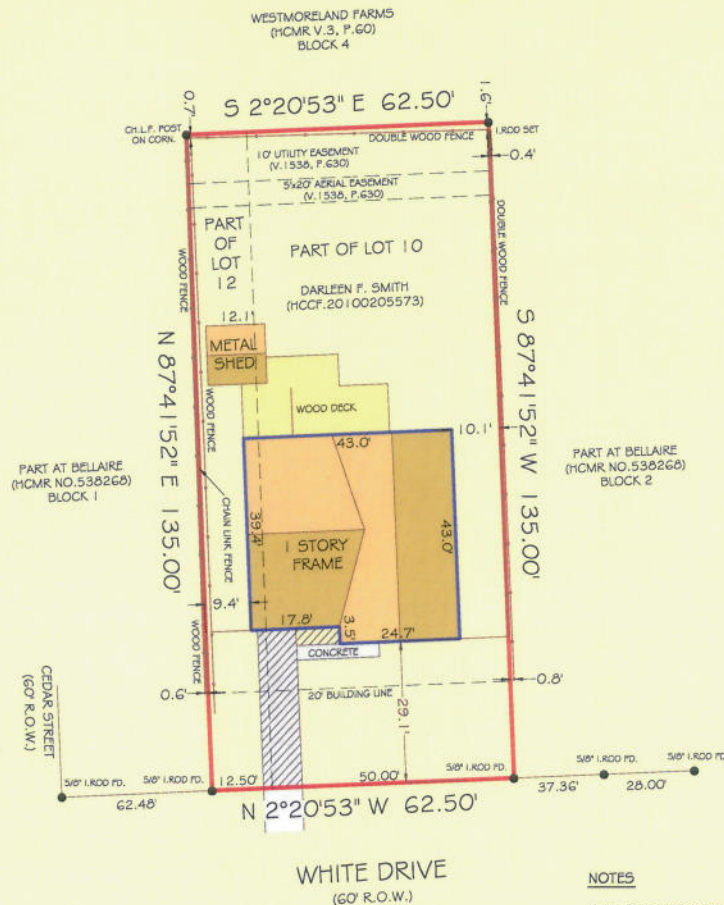 WESTMORELAND FARMS
(HCMR V.3, P.60)
BLOCK 4
0.7'
S 2°20'53" E 62.50'
1.6'
CH.L.F. POST
ON CORN.
DOUBLE WOOD FENCE
I.ROD SET
0.4'
10' UTILITY EASEMENT
(V.1538, P.630)
5'x20' AERIAL EASEMENT
(V.1538, P.630)
PART
OF
LOT
12
PART OF LOT 10
DARLEEN F. SMITH
(HCCF.20100205573)
WOOD FENCE
DOUBLE WOOD FENCE
12.1'
METAL
SHED
N 87°41'52" E 135.00'
S 87°41'52" W 135.00'
WOOD DECK
WOOD FENCE
10.1'
43.0'
PART AT BELLAIRE
(HCMR NO.538268)
BLOCK 1
PART AT BELLAIRE
(HCMR NO.538268)
BLOCK 2
CHAIN LINK FENCE
39.4'
43.0'
1 STORY
FRAME
9.4'
17.8'
3.5'
24.7'
WOOD FENCE
CONCRETE
CEDAR STREET
(60' R.O.W.)
0.6'
20' BUILDING LINE
0.8'
29.1'
5/8" I.ROD FD.
5/8" I.ROD FD.
12.50'
50.00'
5/8" I.ROD FD.
5/8" I.ROD FD.
5/8" I.ROD FD.
62.48'
N 2°20'53" W 62.50'
37.36'
28.00'
WHITE DRIVE
(60' R.O.W.)
NOTES